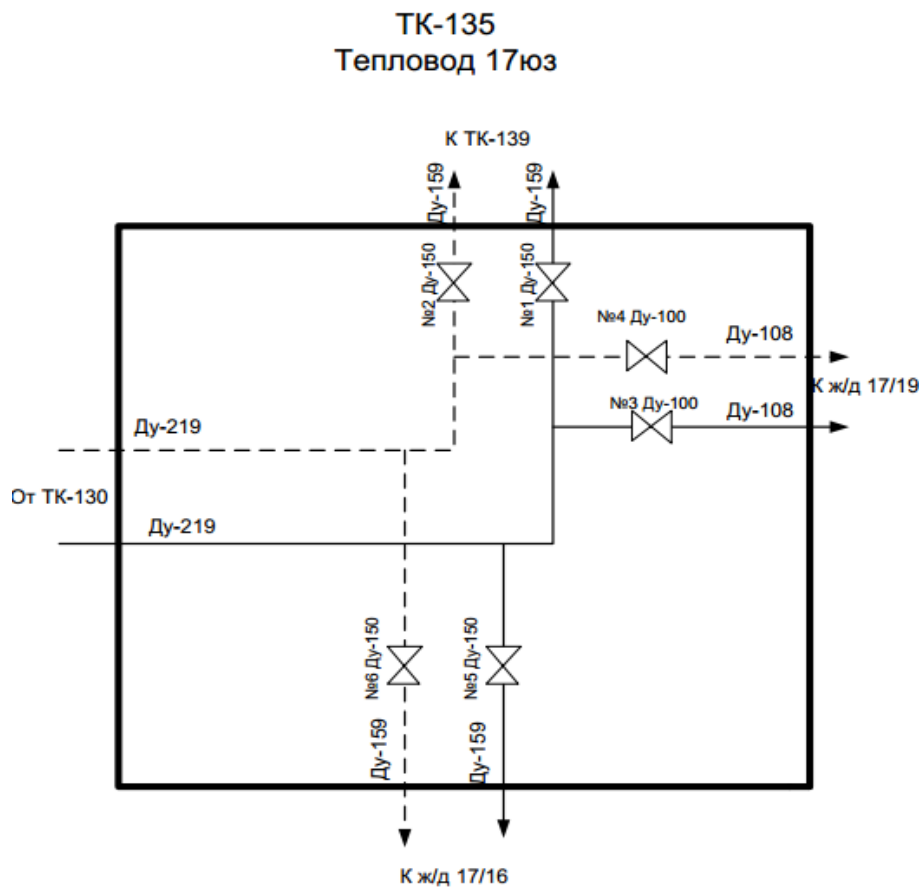 ТК-135
Тепловод 17юз
К ТК-139
Ду-159
Ду-159
№2 Ду-150
№1 Ду-150
№4 Ду-100
Ду-108
К ж/д 17/19
№3 Ду-100
Ду-108
Ду-219
От ТК-130
Ду-219
№6 Ду-150
№5 Ду-150
Ду-159
Ду-159
К ж/д 17/16